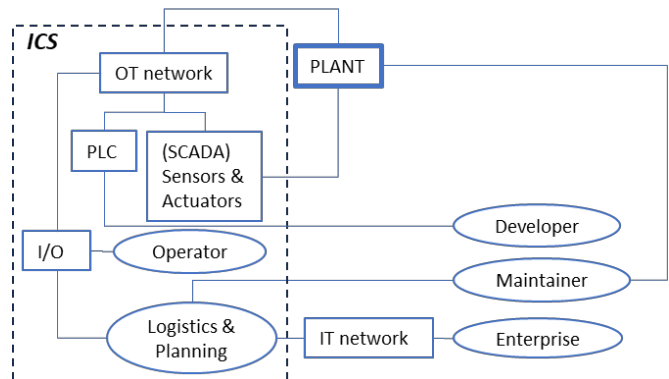 ICS
OT network
PLANT
PLC
(SCADA)
Sensors &
Actuators
Developer
I/O
Operator
Maintainer
Logistics &
Planning
IT network
Enterprise